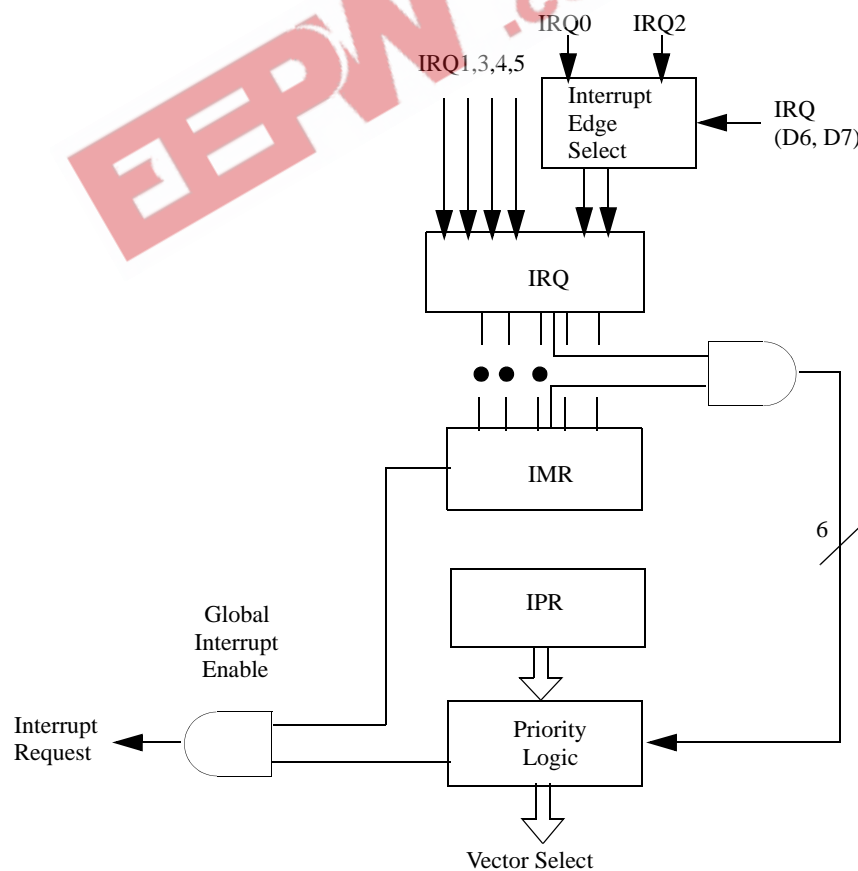 EEPW
.c
IRQ0
IRQ2
IRQ1,3,4,5
Interrupt
Edge
Select
IRQ
(D6, D7)
IRQ
IMR
6
IPR
Global
Interrupt
Enable
Interrupt
Request
Priority
Logic
Vector Select